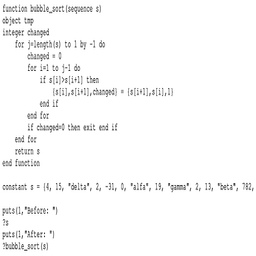 function bubble_sort(sequence s)
object tmp
integer changed
for j=length(s) to 1 by -1 do
changed = 0
for i=1 to j-1 do
if s[i]>s[i+1] then
{s[i],s[i+1],changed} = {s[i+1],s[i],1}
end if
end for
if changed=0 then exit end if
end for
return s
end function
constant s = {4, 15, "delta", 2, -31, 0, "alfa", 19, "gamma", 2, 13, "beta", 782,
puts(1,"Before: ")
?s
puts(1,"After: ")
?bubble_sort(s)